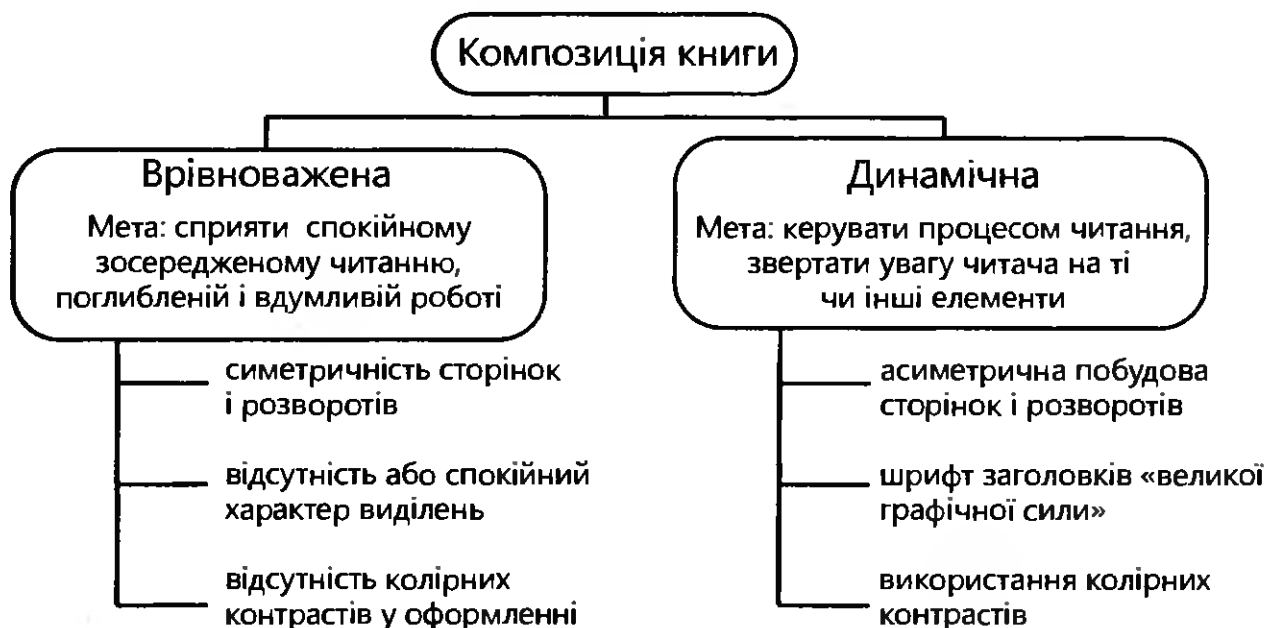 Композиція книги
Врівноважена
Мета: сприяти спокійному
зосередженому читанню,
поглибленій і вдумливій роботі
симетричність сторінок
і розворотів
відсутність або спокійний
характер виділень
відсутність колірних
контрастів у оформленні
Динамічна
Мета: керувати процесом читання,
звертати увагу читача на ті
чи інші елементи
асиметрична побудова
сторінок і розворотів
шрифт заголовків «великої
графічної сили»
використання колірних
контрастів